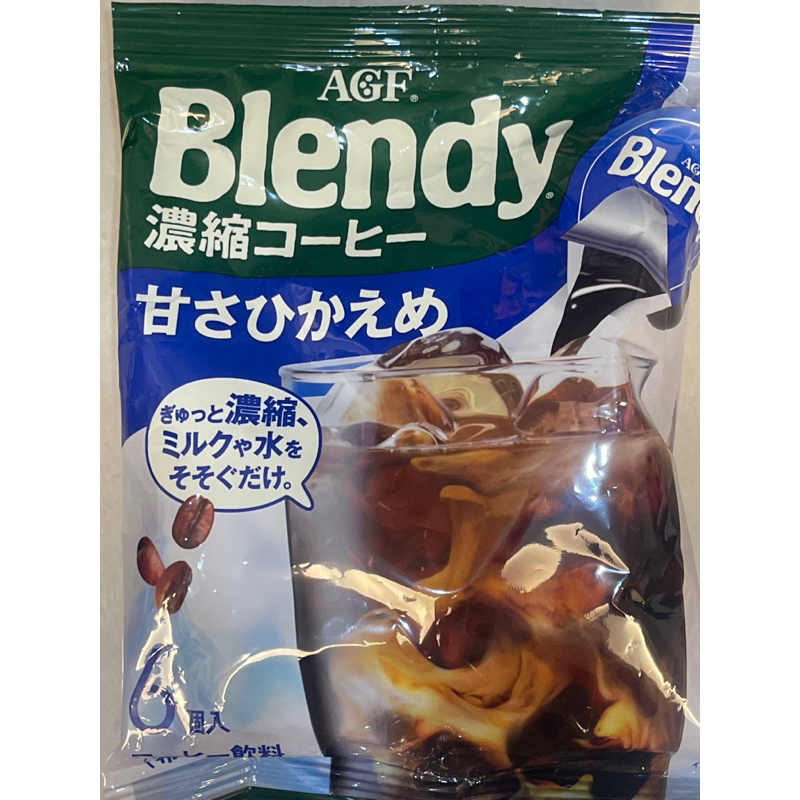 AGF®
Blendy®
濃縮コーヒー
甘さひかえめ
ぎゅっと濃縮、
ミルクや水を
そそぐだけ。
6個入